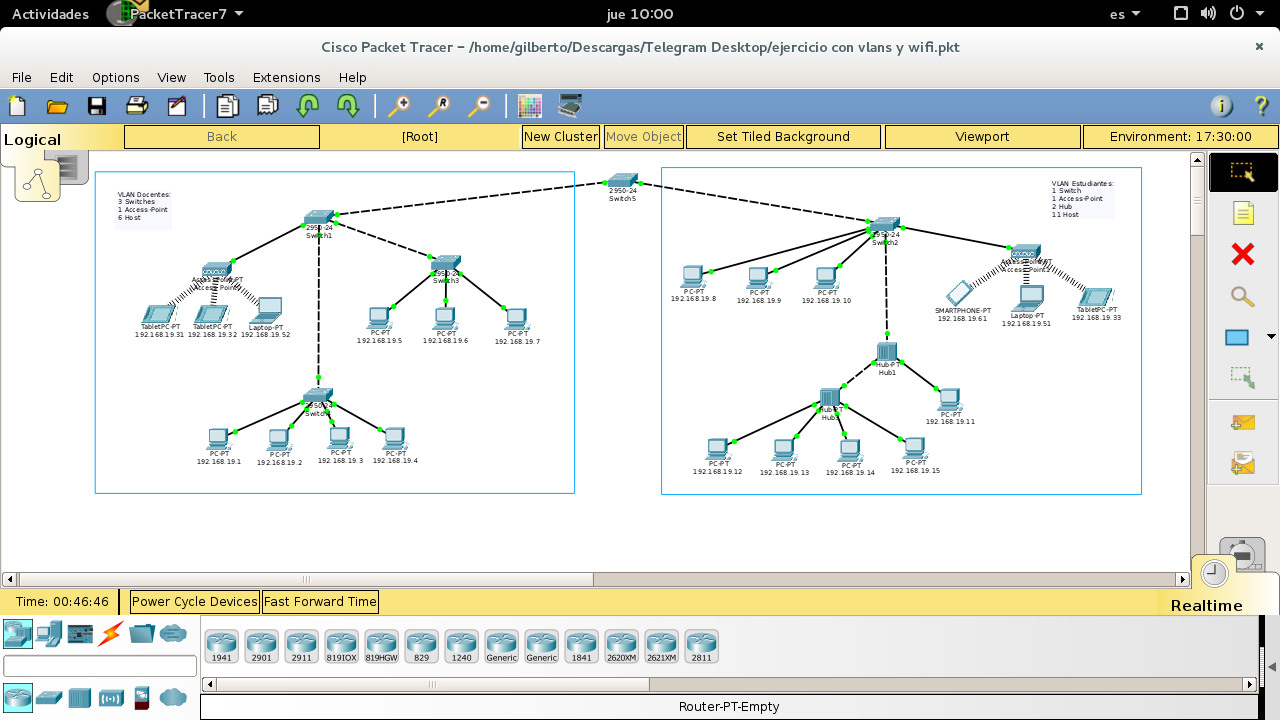 Actividades
PacketTracer7
jue 10:00
es
Cisco Packet Tracer – /home/gilberto/Descargas/Telegram Desktop/ejercicio con vlans y wifi.pkt
File Edit Options View Tools Extensions Help
Logical
Back
[Root]
New Cluster
Move Object
Set Tiled Background
Viewport
Environment: 17:30:00
VLAN Docentes:
3 Switches
1 Access-Point
6 Host
2950-24
Switch5
VLAN Estudiantes:
1 Switch
1 Access-Point
2 Hub
11 Host
2950-24
Switch1
2950-24
Switch2
2950-24
Switch3
TabletPC-PT
192.168.19.31
TabletPC-PT
192.168.19.32
Laptop-PT
192.168.19.52
PC-PT
192.168.19.5
PC-PT
192.168.19.6
PC-PT
192.168.19.7
PC-PT
192.168.19.8
PC-PT
192.168.19.9
PC-PT
192.168.19.10
SMARTPHONE-PT
192.168.19.61
Laptop-PT
192.168.19.51
TabletPC-PT
192.168.19.33
Hub-PT
Hub1
2950-24
Hub-PT
PC-PT
192.168.19.11
PC-PT
192.168.19.1
PC-PT
192.168.19.2
PC-PT
192.168.19.3
PC-PT
192.168.19.4
PC-PT
192.168.19.12
PC-PT
192.168.19.13
PC-PT
192.168.19.14
PC-PT
192.168.19.15
Time: 00:46:46
Power Cycle Devices
Fast Forward Time
Realtime
1941
2901
2911
819IOX
819HGW
829
1240
Generic
Generic
1841
2620XM
2621XM
2811
Router-PT-Empty